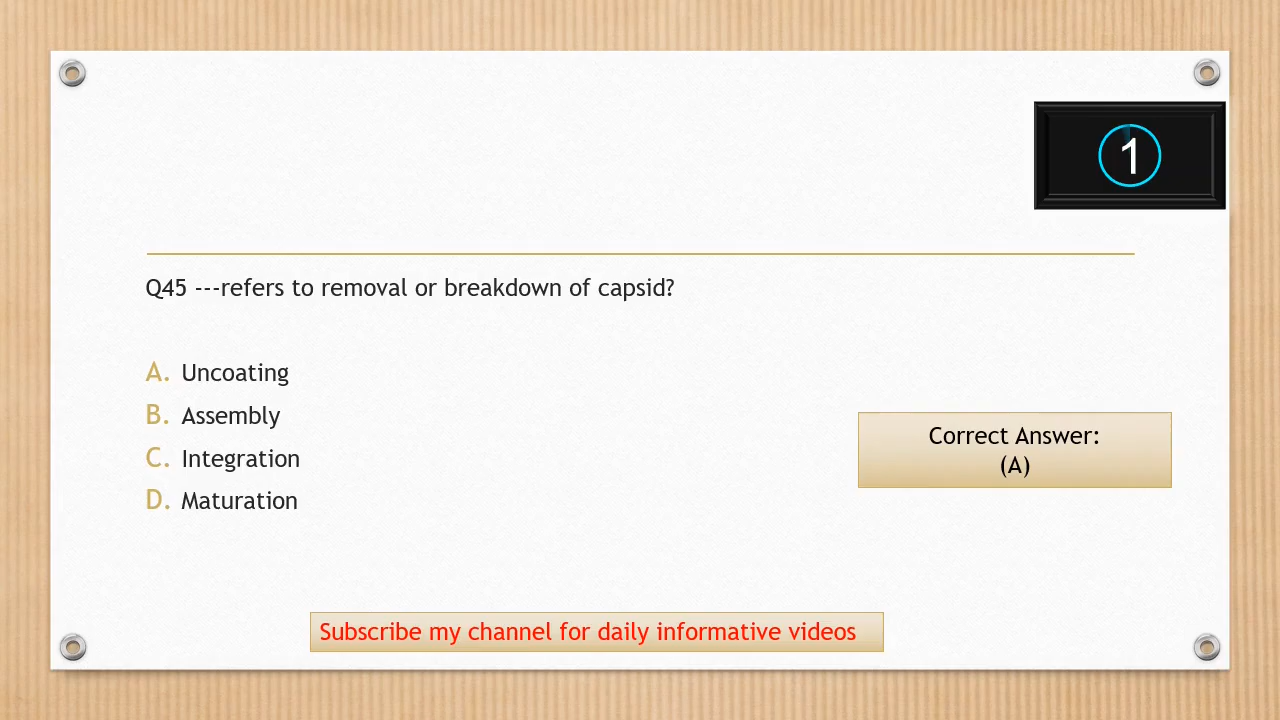 1
Q45 ---refers to removal or breakdown of capsid?
A. Uncoating
B. Assembly
C. Integration
D. Maturation
Correct Answer:
(A)
Subscribe my channel for daily informative videos